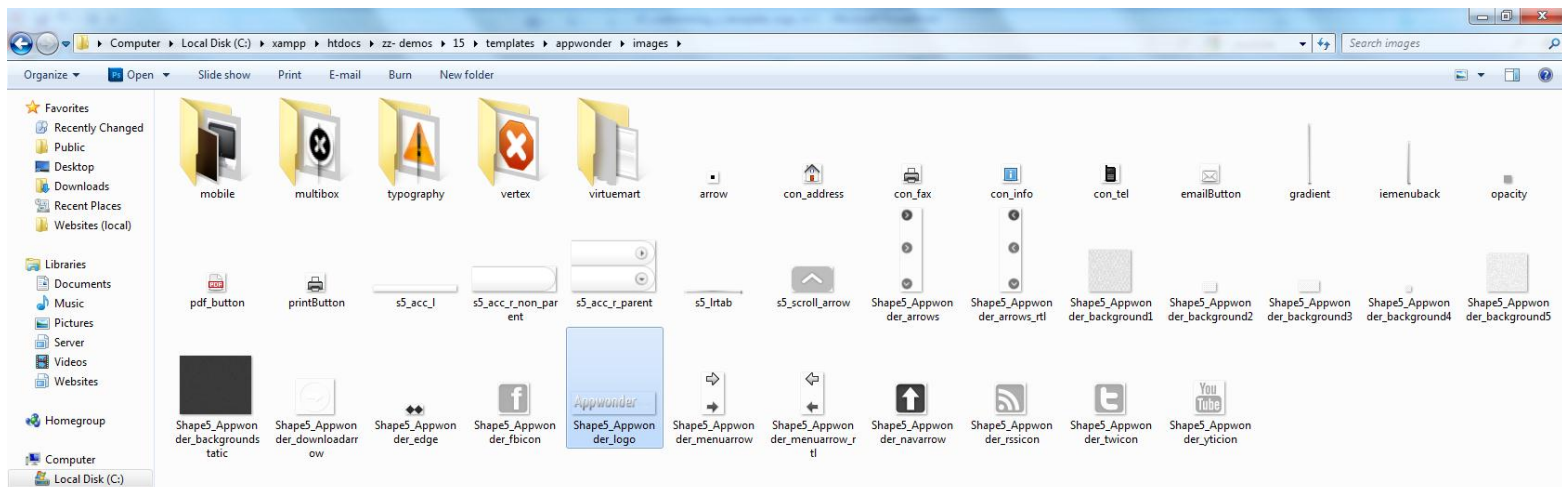 Computer ▸ Local Disk (C:) ▸ xampp ▸ htdocs ▸ zz- demos ▸ 15 ▸ templates ▸ appwonder ▸ images ▸
Search images
Organize Ps Open Slide show Print E-mail Burn New folder
Favorites
Recently Changed
Public
Desktop
Downloads
Recent Places
Websites (local)
Libraries
Documents
Music
Pictures
Server
Videos
Websites
Homegroup
Computer
Local Disk (C:)
mobile
multibox
typography
vertex
virtuemart
arrow
con_address
con_fax
con_info
con_tel
emailButton
gradient
iemenuback
opacity
PDF
pdf_button
printButton
s5_acc_l
s5_acc_r_non_par
ent
s5_acc_r_parent
s5_lrtab
s5_scroll_arrow
Shape5_Appwon
der_arrows
Shape5_Appwon
der_arrows_rtl
Shape5_Appwon
der_background1
Shape5_Appwon
der_background2
Shape5_Appwon
der_background3
Shape5_Appwon
der_background4
Shape5_Appwon
der_background5
Shape5_Appwon
der_backgrounds
tatic
Shape5_Appwon
der_downloadarr
ow
Shape5_Appwon
der_edge
f
Shape5_Appwon
der_fbicon
Appwonder
Shape5_Appwon
der_logo
Shape5_Appwon
der_menuarrow
Shape5_Appwon
der_menuarrow_r
tl
Shape5_Appwon
der_navarrow
Shape5_Appwon
der_rssicon
t
Shape5_Appwon
der_twicon
You
Tube
Shape5_Appwon
der_yticion